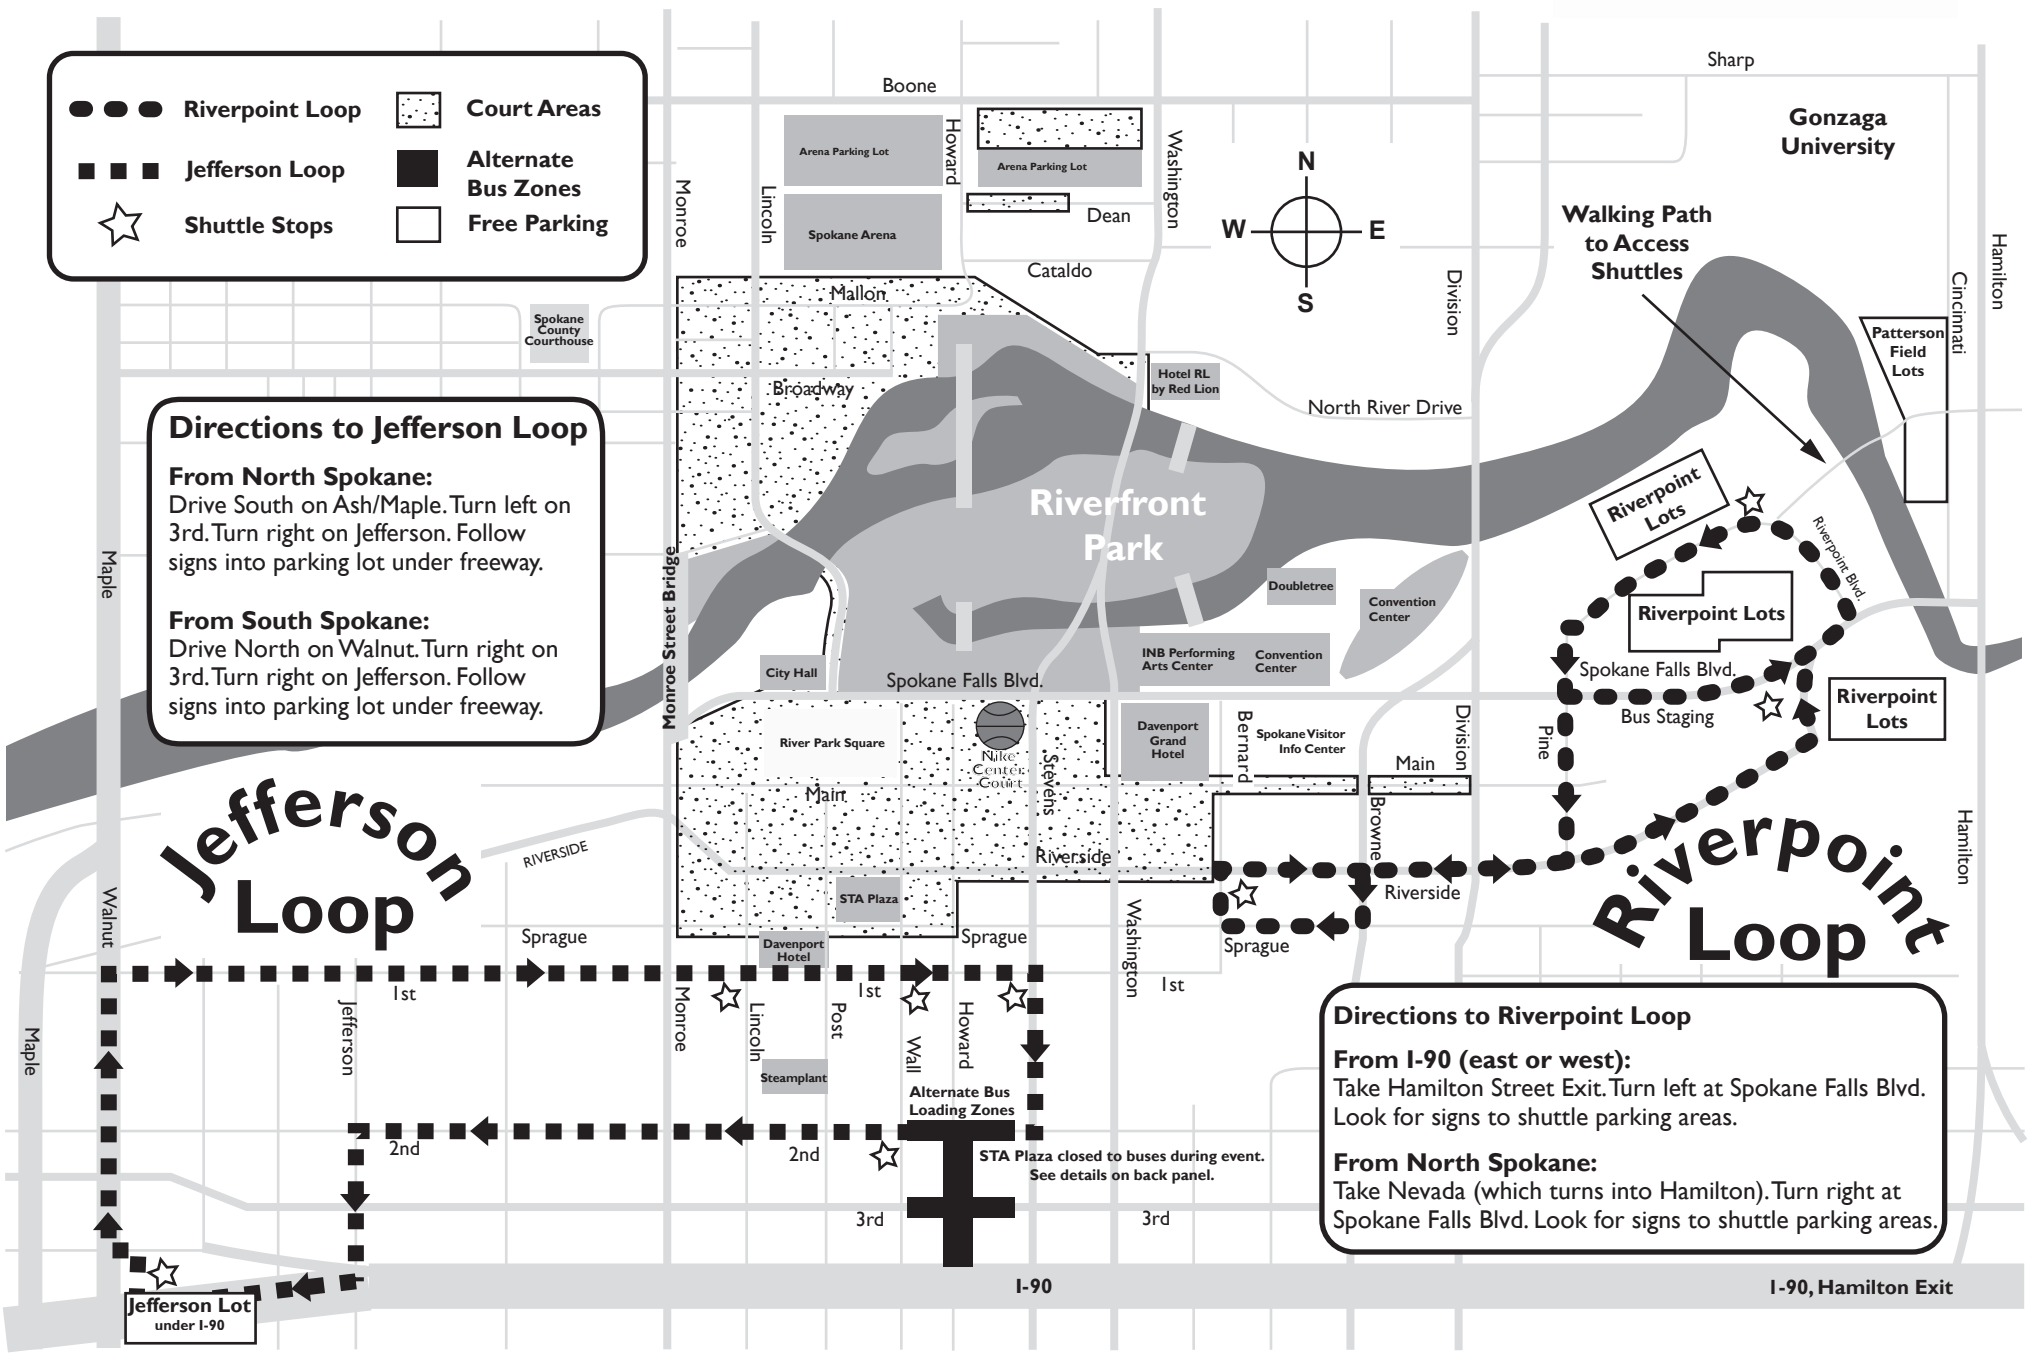 Riverpoint Loop
Jefferson Loop
Shuttle Stops
Court Areas
Alternate
Bus Zones
Free Parking
Boone
Sharp
Gonzaga
University
Howard
Washington
Arena Parking Lot
Arena Parking Lot
Monroe
Lincoln
Spokane Arena
Dean
Cataldo
N
W
E
S
Walking Path
to Access
Shuttles
Division
Hamilton
Cincinnati
Mallon
Spokane
County
Courthouse
Patterson
Field
Lots
Broadway
Hotel RL
by Red Lion
North River Drive
Directions to Jefferson Loop
From North Spokane:
Drive South on Ash/Maple. Turn left on
3rd. Turn right on Jefferson. Follow
signs into parking lot under freeway.
From South Spokane:
Drive North on Walnut. Turn right on
3rd. Turn right on Jefferson. Follow
signs into parking lot under freeway.
Maple
Monroe Street Bridge
Riverfront
Park
Riverpoint
Lots
Riverpoint Blvd.
Doubletree
Convention
Center
Riverpoint Lots
INB Performing
Arts Center
Convention
Center
City Hall
Spokane Falls Blvd.
Spokane Falls Blvd.
Bus Staging
Riverpoint
Lots
River Park Square
Nike
Center
Court
Stevens
Davenport
Grand
Hotel
Bernard
Spokane Visitor
Info Center
Main
Division
Pine
Main
Browne
Hamilton
Jefferson
Loop
RIVERSIDE
Riverside
Riverside
Riverpoint
Loop
Walnut
STA Plaza
Sprague
Davenport
Hotel
Sprague
Washington
Sprague
1st
1st
1st
Maple
Jefferson
Monroe
Lincoln
Post
Wall
Howard
Steamplant
Alternate Bus
Loading Zones
2nd
2nd
STA Plaza closed to buses during event.
See details on back panel.
3rd
3rd
Directions to Riverpoint Loop
From I-90 (east or west):
Take Hamilton Street Exit. Turn left at Spokane Falls Blvd.
Look for signs to shuttle parking areas.
From North Spokane:
Take Nevada (which turns into Hamilton). Turn right at
Spokane Falls Blvd. Look for signs to shuttle parking areas.
Jefferson Lot
under I-90
I-90
I-90, Hamilton Exit